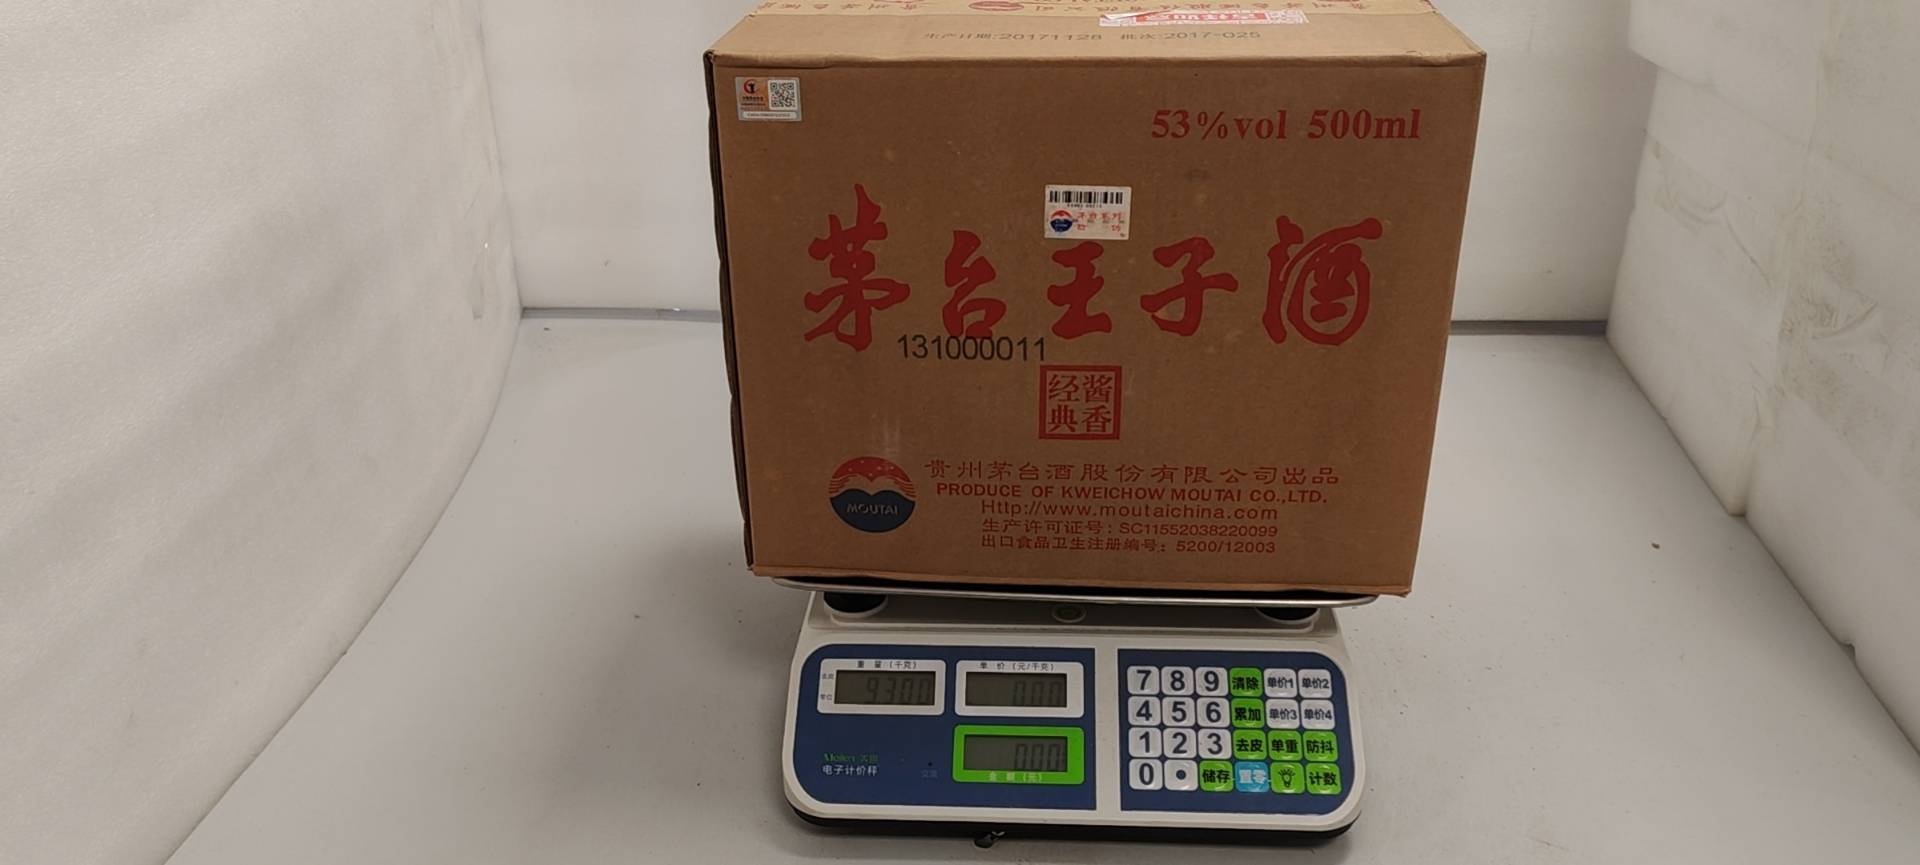 生产日期:20171128 批次:2017-025
53%vol 500ml
茅台王子酒
131000011
酱香
经典
MOUTAI
贵州茅台酒股份有限公司出品
PRODUCE OF KWEICHOW MOUTAI CO.,LTD.
Http://www.moutaichina.com
生产许可证号：SC11552038220099
出口食品卫生注册编号：5200/12003
重量(千克)
单价(元/千克)
9.300
0.00
0.00
金额(元)
电子计价秤
交流
7 8 9 清除 单价1 单价2
4 5 6 累加 单价3 单价4
1 2 3 去皮 单重 防抖
0 • 储存 置零 计数